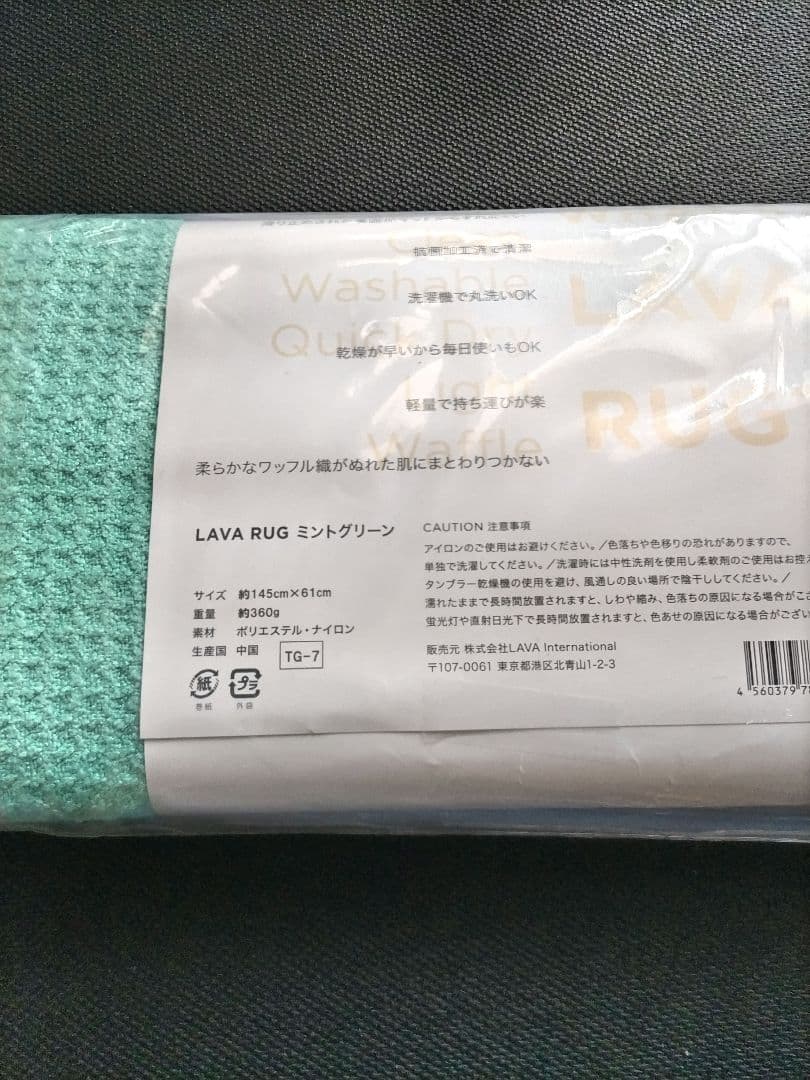 抗菌加工済で清潔
Clean
Washable
洗濯機で丸洗いOK
Quick Dry
乾燥が早いから毎日使いもOK
Light
軽量で持ち運びが楽
Waffle
柔らかなワッフル織がぬれた肌にまとわりつかない
LAVA
RUG
LAVA RUG ミントグリーン
サイズ 約145cm×61cm
重量 約360g
素材 ポリエステル・ナイロン
生産国 中国
TG-7
紙
巻紙
プラ
外袋
CAUTION 注意事項
アイロンのご使用はお避けください。/色落ちや色移りの恐れがありますので、
単独で洗濯してください。/洗濯時には中性洗剤を使用し柔軟剤のご使用はお控え
タンブラー乾燥機の使用を避け、風通しの良い場所で陰干ししてください。/
濡れたままで長時間放置されますと、しわや縮み、色落ちの原因になる場合がござ
蛍光灯や直射日光下で長時間放置されますと、色あせの原因になる場合がござい
販売元 株式会社LAVA International
〒107-0061 東京都港区北青山1-2-3
4 560379 78